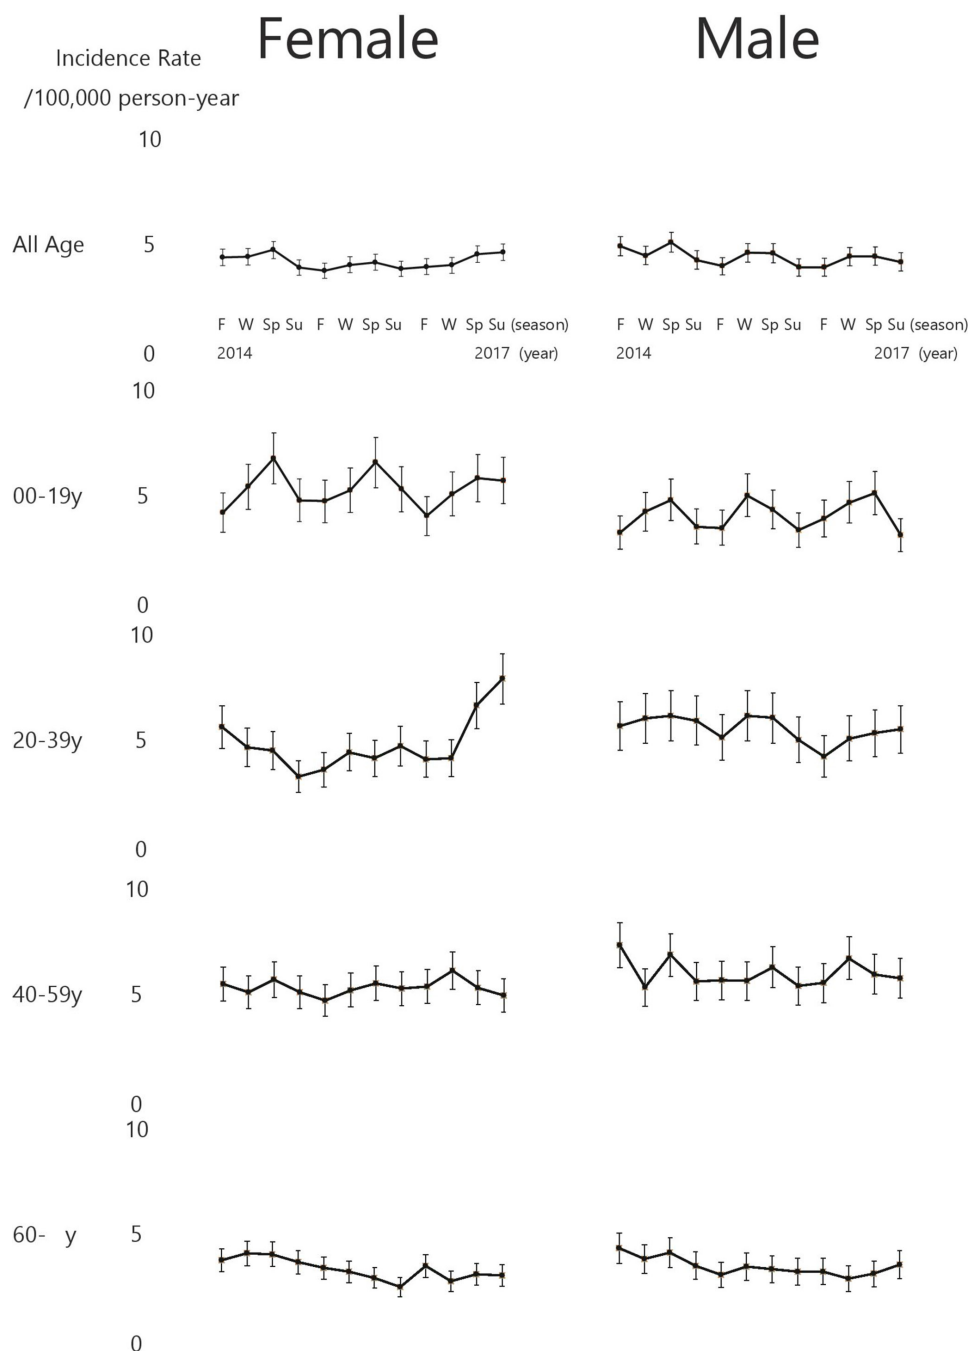 Female Male
Incidence Rate
/100,000 person-year
10
All Age 5
F W Sp Su F W Sp Su F W Sp Su (season) F W Sp Su F W Sp Su F W Sp Su (season)
0 2014 2017 (year) 2014 2017 (year)
10
00-19y 5
0
10
20-39y 5
0
10
40-59y 5
0
10
60- y 5
0